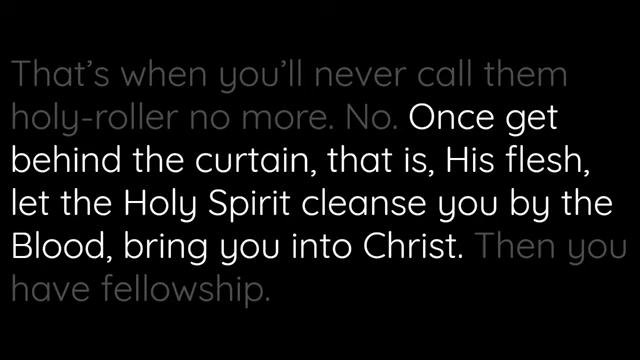 That’s when you’ll never call them
holy-roller no more. No. Once get
behind the curtain, that is, His flesh,
let the Holy Spirit cleanse you by the
Blood, bring you into Christ. Then you
have fellowship.